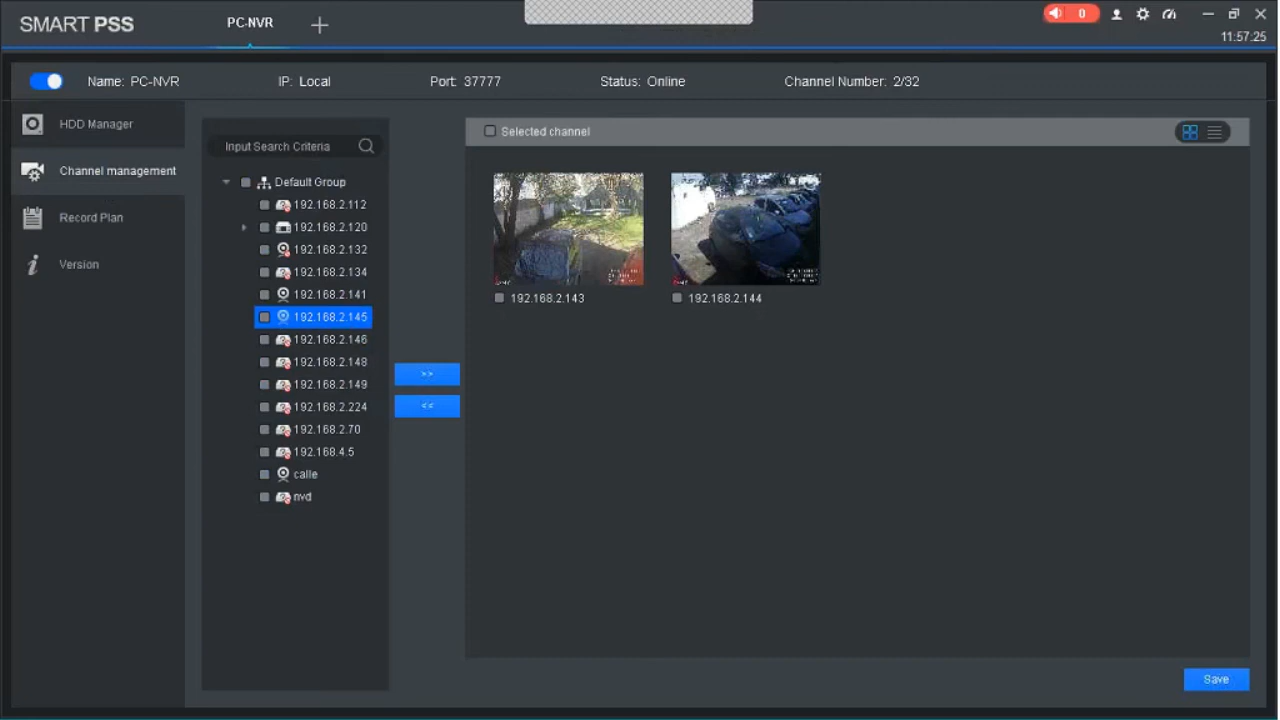 SMART PSS
PC-NVR
0
11:57:25
Name: PC-NVR
IP: Local
Port: 37777
Status: Online
Channel Number: 2/32
HDD Manager
Channel management
Record Plan
Version
Input Search Criteria
Default Group
192.168.2.112
192.168.2.120
192.168.2.132
192.168.2.134
192.168.2.141
192.168.2.145
192.168.2.146
192.168.2.148
192.168.2.149
192.168.2.224
192.168.2.70
192.168.4.5
calle
nvd
>>
<<
Selected channel
192.168.2.143
192.168.2.144
Save